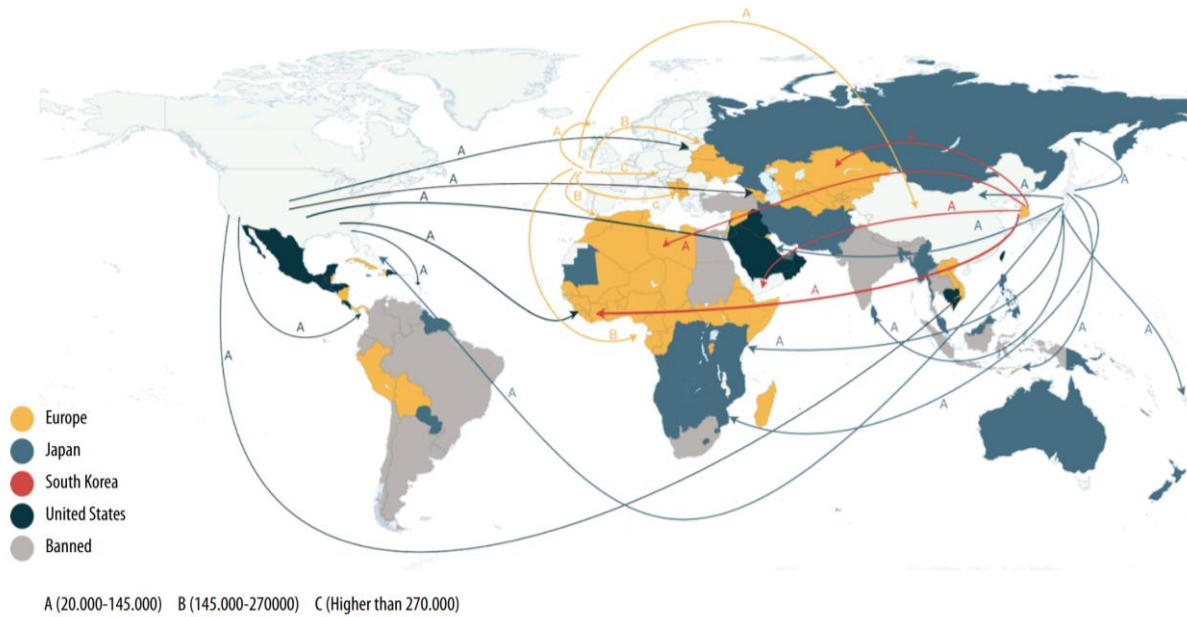 A
B
A
A
A
C
A
A
A
C
A
A
A
A
A
A
A
A
B
A
A
A
A
A
Europe
Japan
South Korea
United States
Banned
A (20.000-145.000) B (145.000-270000) C (Higher than 270.000)